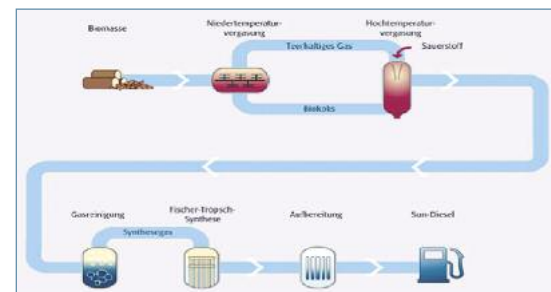 Biomasse
Niedertemperatur-
vergasung
Hochtemperatur-
vergasung
Teerhaltiges Gas
Sauerstoff
Biokoks
Gasreinigung
Fischer-Tropsch-
Synthese
Aufbereitung
Sun-Diesel
Synthesegas